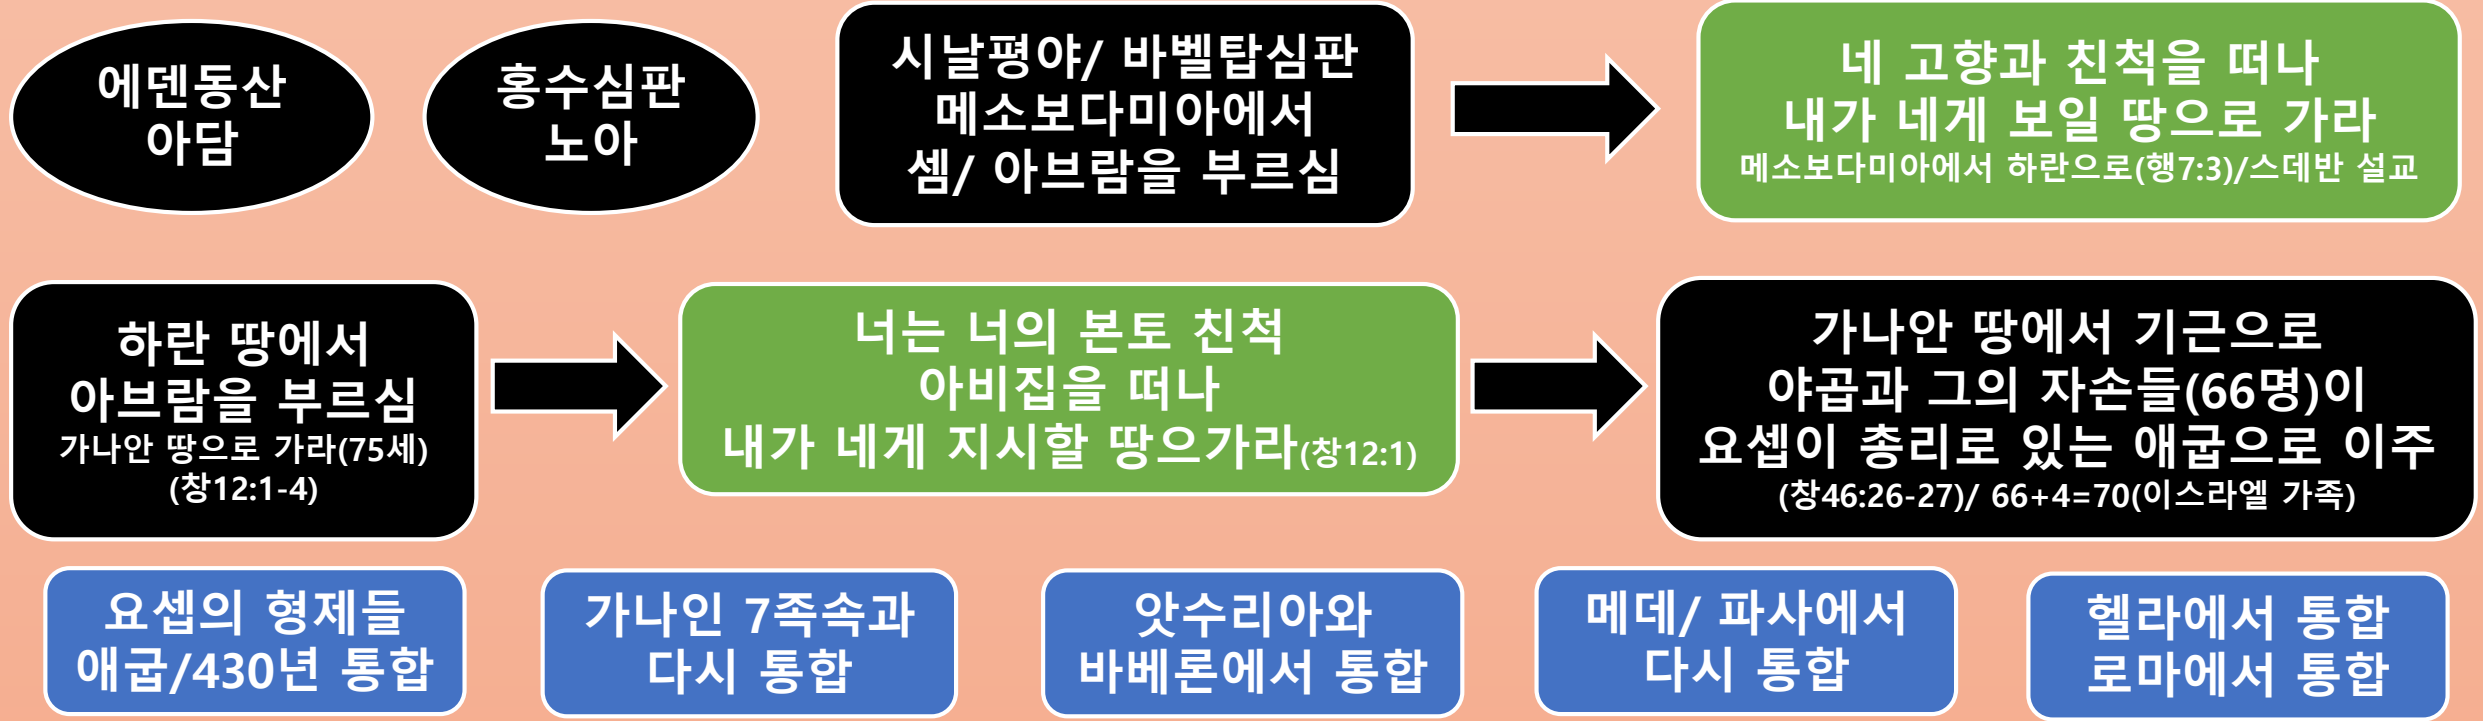 에덴동산
아담
홍수심판
노아
시날평야/ 바벨탑심판
메소보다미아에서
셈/ 아브람을 부르심
네 고향과 친척을 떠나
내가 네게 보일 땅으로 가라
메소보다미아에서 하란으로(행7:3)/스데반 설교
하란 땅에서
아브람을 부르심
가나안 땅으로 가라(75세)
(창12:1-4)
너는 너의 본토 친척
아비집을 떠나
내가 네게 지시할 땅으가라(창12:1)
가나안 땅에서 기근으로
야곱과 그의 자손들(66명)이
요셉이 총리로 있는 애굽으로 이주
(창46:26-27)/ 66+4=70(이스라엘 가족)
요셉의 형제들
애굽/430년 통합
가나인 7족속과
다시 통합
앗수리아와
바베론에서 통합
메데/ 파사에서
다시 통합
헬라에서 통합
로마에서 통합